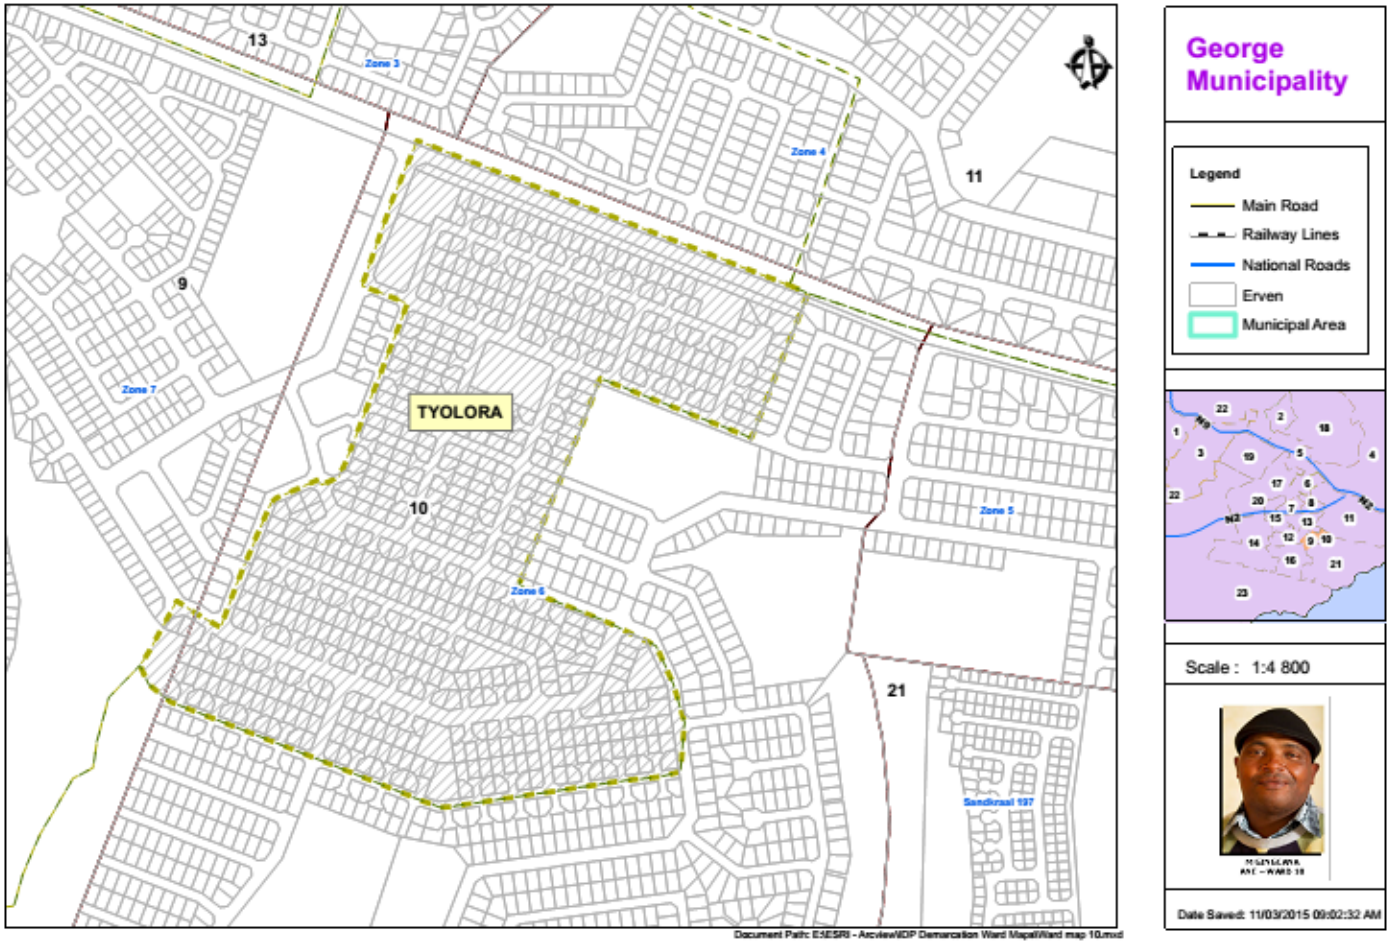 13
Zone 3
Zone 4
11
9
Zone 7
TYOLORA
10
Zone 5
Zone 6
21
Sandkraal 197
George
Municipality
Legend
Main Road
Railway Lines
National Roads
Erven
Municipal Area
22
2
N9
1
18
3
19
5
4
17
6
22
20
8
N2
7
N2
15
13
11
14
12
9
10
16
21
23
Scale : 1:4 800
Date Saved: 11/03/2015 09:02:32 AM
Document Path: E:\ESRI - Arcview\IDP Demarcation Ward Maps\Ward map 10.mxd